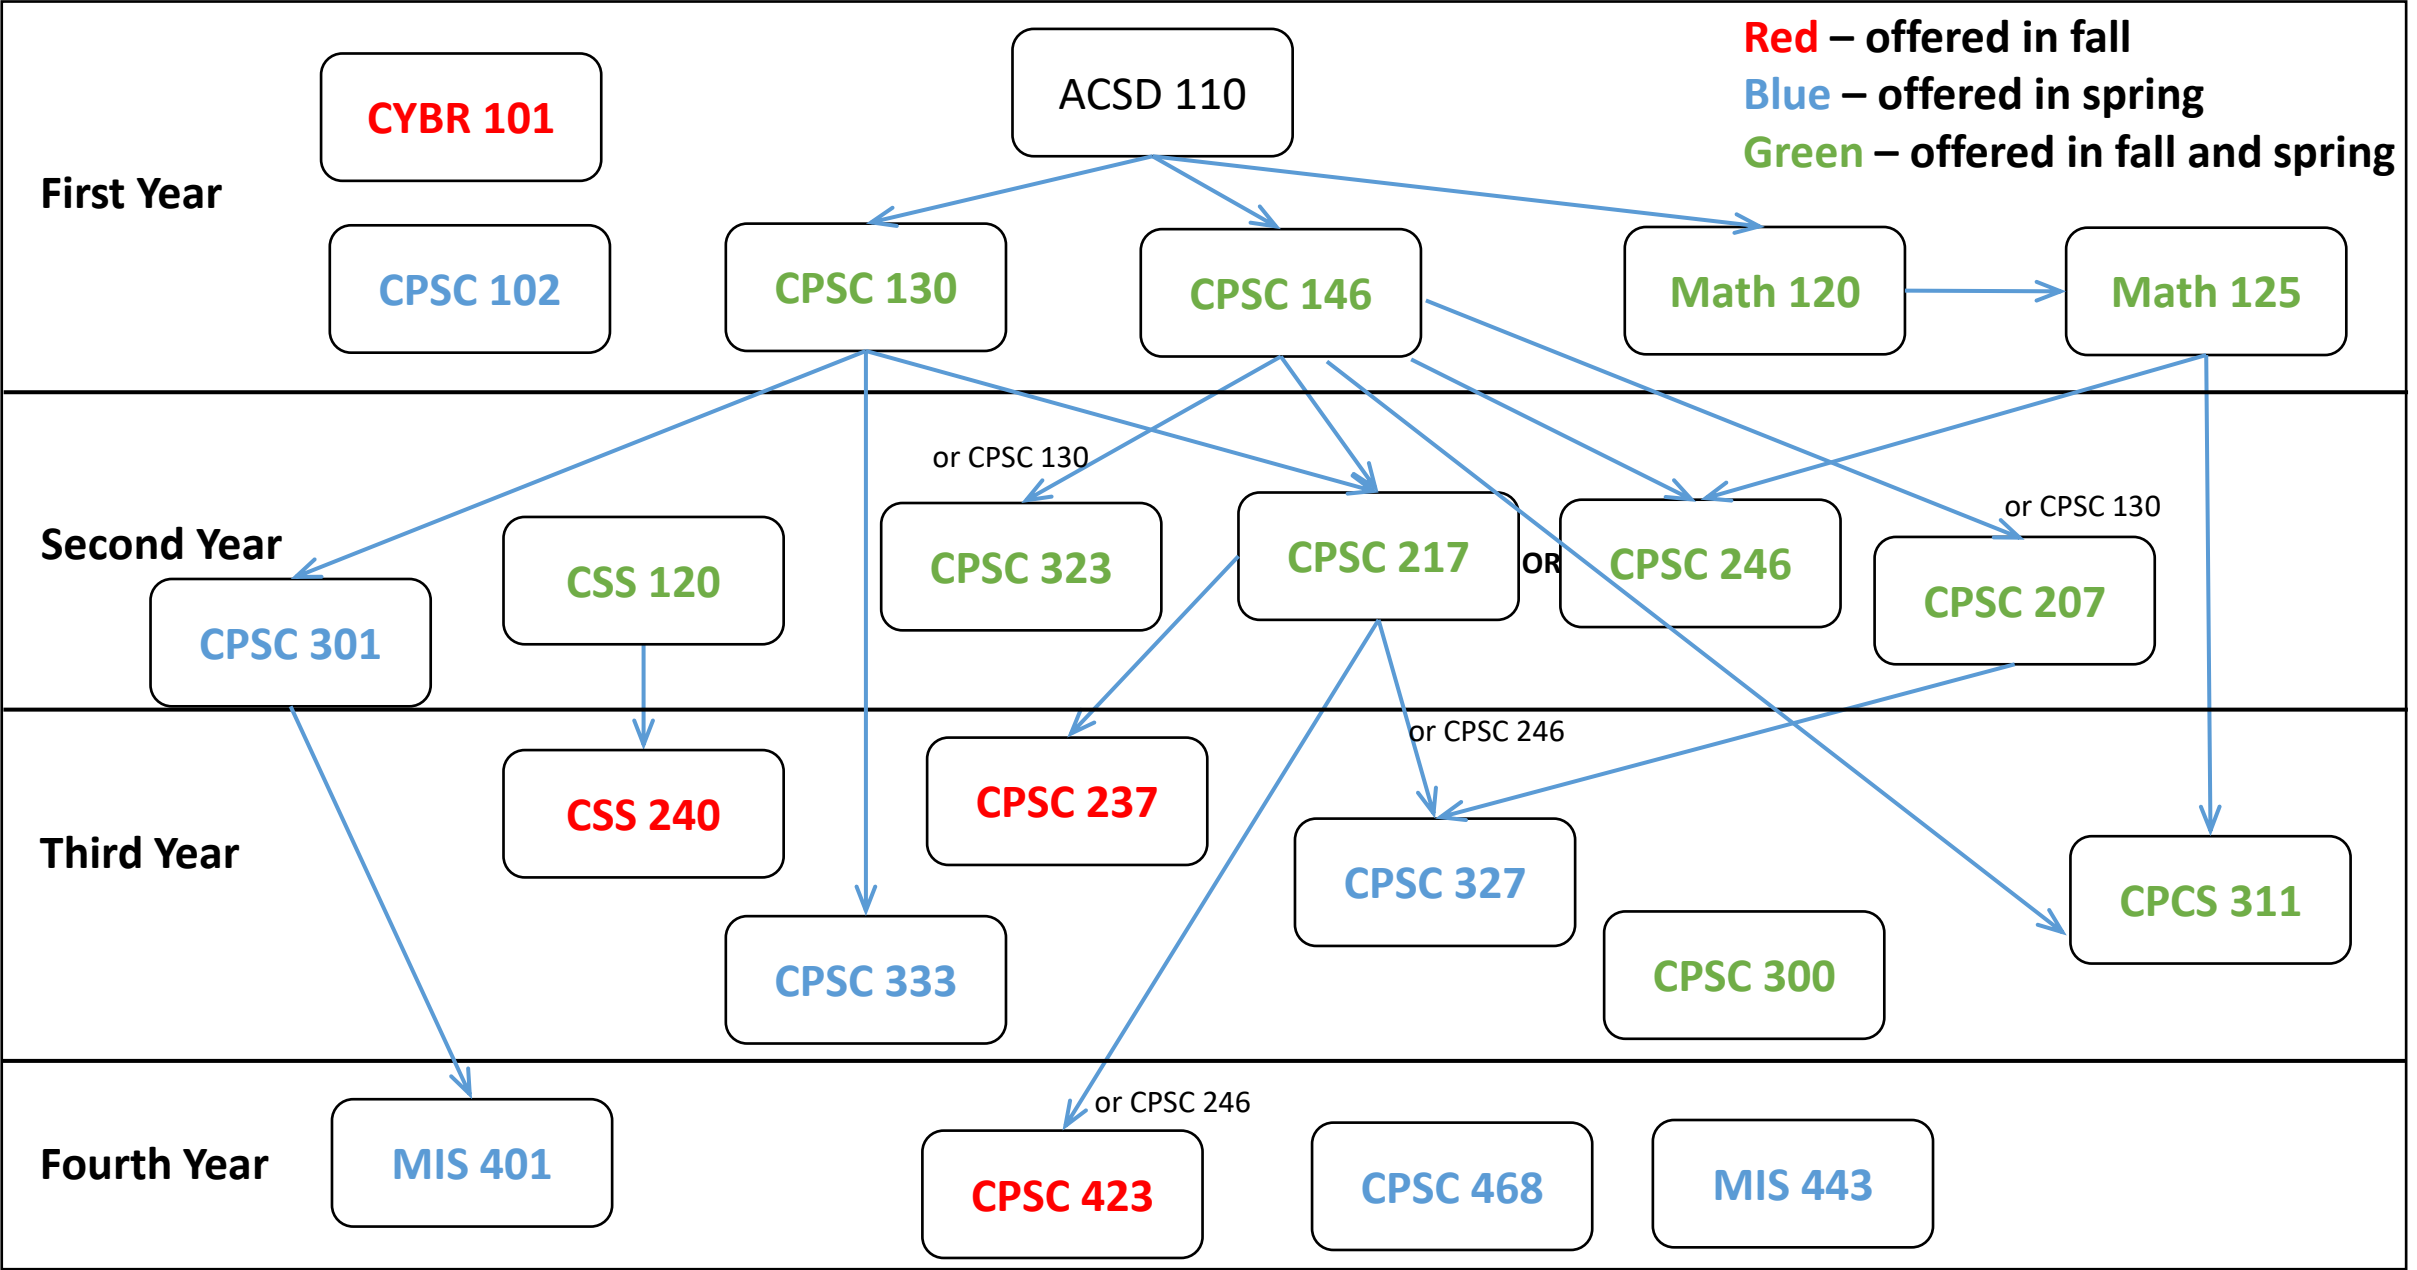 Red – offered in fall
Blue – offered in spring
Green – offered in fall and spring
First Year
CYBR 101
ACSD 110
CPSC 102
CPSC 130
CPSC 146
Math 120
Math 125
Second Year
or CPSC 130
or CPSC 130
CPSC 301
CSS 120
CPSC 323
CPSC 217
OR
CPSC 246
CPSC 207
Third Year
or CPSC 246
CSS 240
CPSC 237
CPSC 327
CPCS 311
CPSC 333
CPSC 300
Fourth Year
or CPSC 246
MIS 401
CPSC 423
CPSC 468
MIS 443